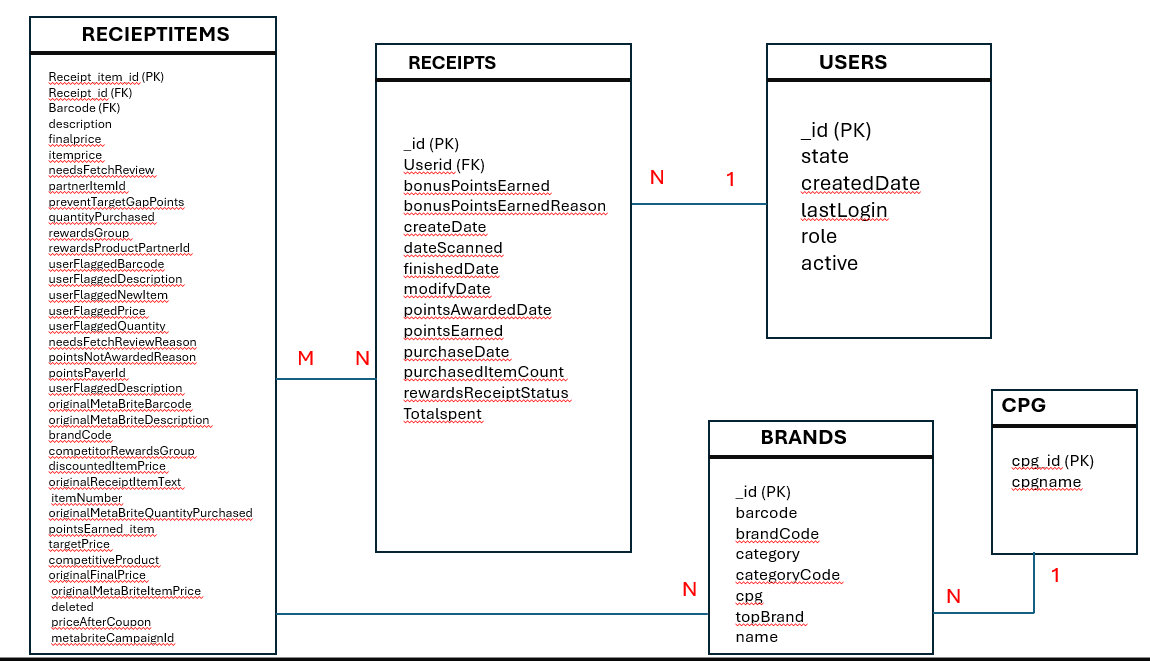 RECIEPTITEMS
Receipt_item_id (PK)
Receipt_id (FK)
Barcode (FK)
description
finalprice
itemprice
needsFetchReview
partnerItemId
preventTargetGapPoints
quantityPurchased
rewardsGroup
rewardsProductPartnerId
userFlaggedBarcode
userFlaggedDescription
userFlaggedNewItem
userFlaggedPrice
userFlaggedQuantity
needsFetchReviewReason
pointsNotAwardedReason
pointsPayerId
userFlaggedDescription
originalMetaBriteBarcode
originalMetaBriteDescription
brandCode
competitorRewardsGroup
discountedItemPrice
originalReceiptItemText
itemNumber
originalMetaBriteQuantityPurchased
pointsEarned_item
targetPrice
competitiveProduct
originalFinalPrice
originalMetaBriteItemPrice
deleted
priceAfterCoupon
metabriteCampaignId
M N
RECEIPTS
_id (PK)
Userid (FK)
bonusPointsEarned
bonusPointsEarnedReason
createDate
dateScanned
finishedDate
modifyDate
pointsAwardedDate
pointsEarned
purchaseDate
purchasedItemCount
rewardsReceiptStatus
Totalspent
N 1
USERS
_id (PK)
state
createdDate
lastLogin
role
active
N
BRANDS
_id (PK)
barcode
brandCode
category
categoryCode
cpg
topBrand
name
N 1
CPG
cpg_id (PK)
cpgname